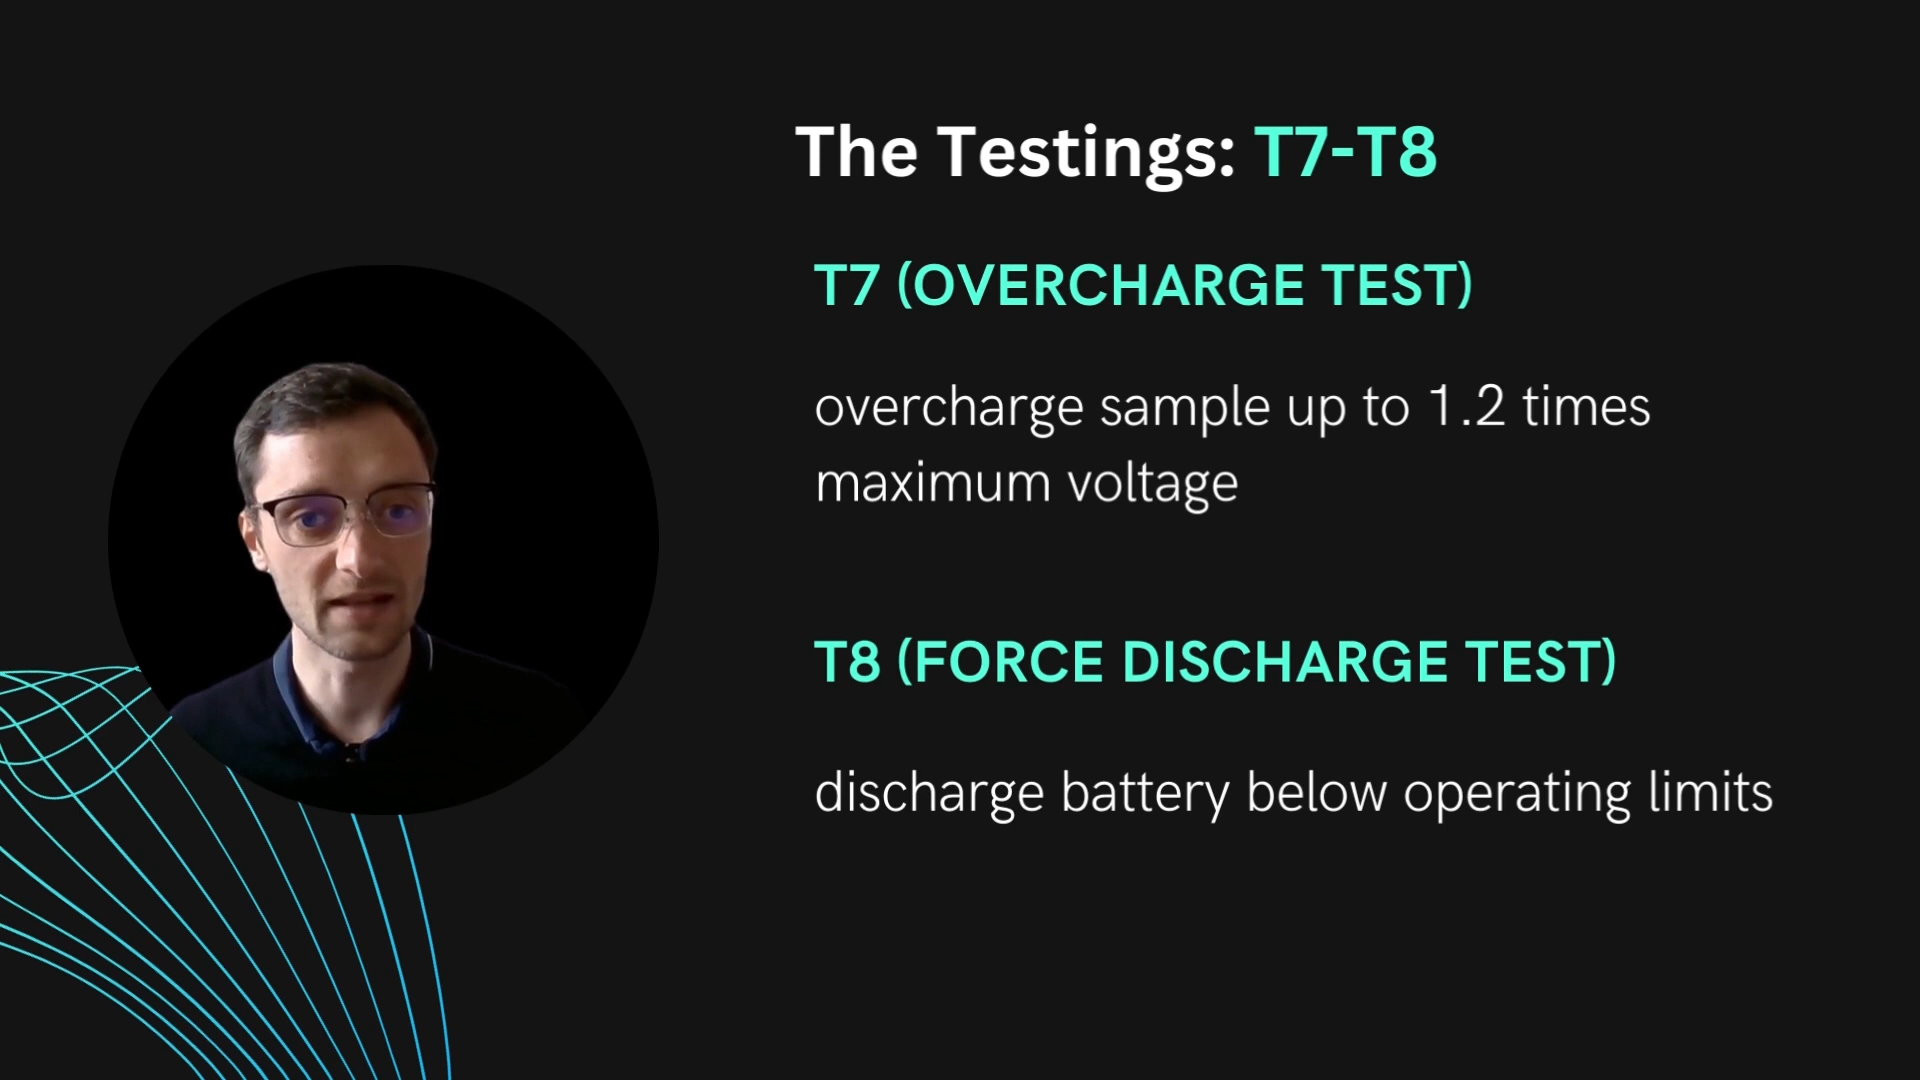 The Testings: T7-T8
T7 (OVERCHARGE TEST)
overcharge sample up to 1.2 times
maximum voltage
T8 (FORCE DISCHARGE TEST)
discharge battery below operating limits